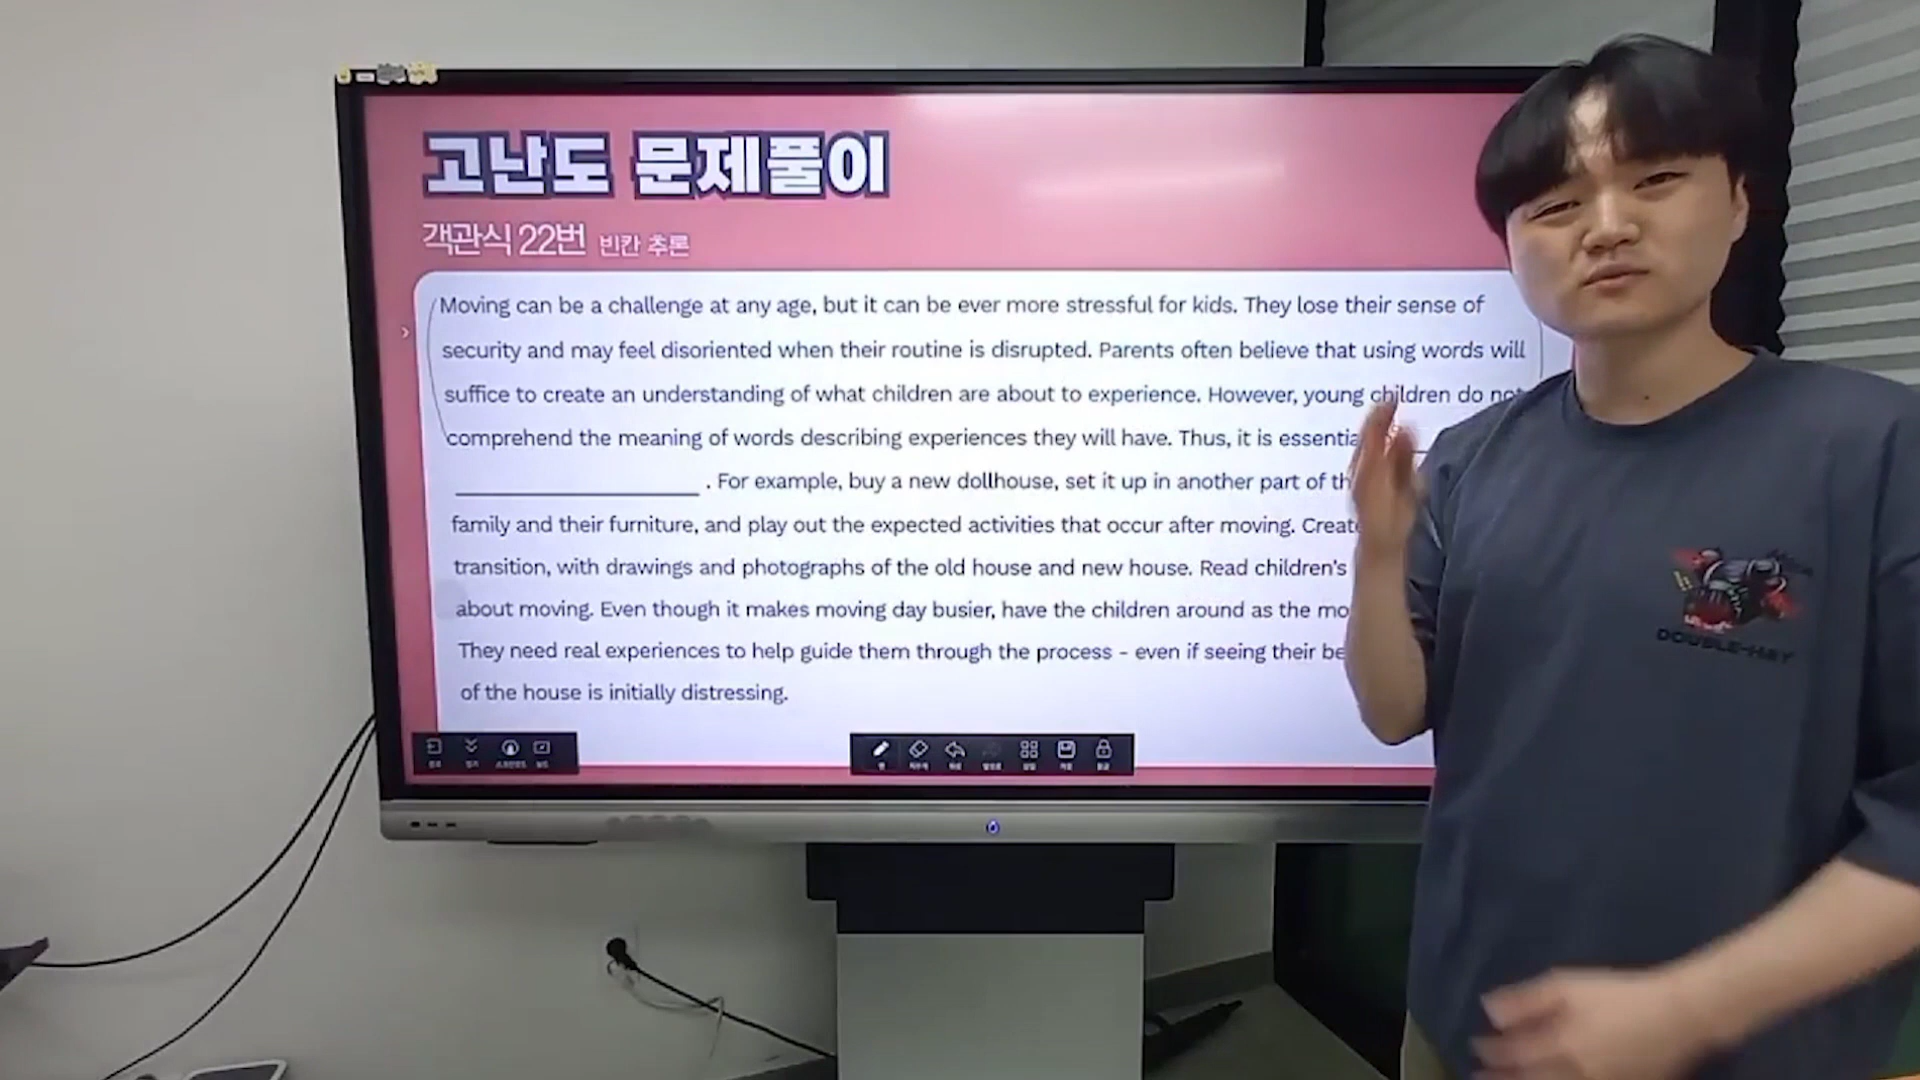 고난도 문제풀이
객관식 22번 빈칸 추론
Moving can be a challenge at any age, but it can be ever more stressful for kids. They lose their sense of
security and may feel disoriented when their routine is disrupted. Parents often believe that using words will
suffice to create an understanding of what children are about to experience. However, young children do not
comprehend the meaning of words describing experiences they will have. Thus, it is essential
. For example, buy a new dollhouse, set it up in another part of
family and their furniture, and play out the expected activities that occur after moving. Create
transition, with drawings and photographs of the old house and new house. Read children's
about moving. Even though it makes moving day busier, have the children around as the
They need real experiences to help guide them through the process - even if seeing their
of the house is initially distressing.